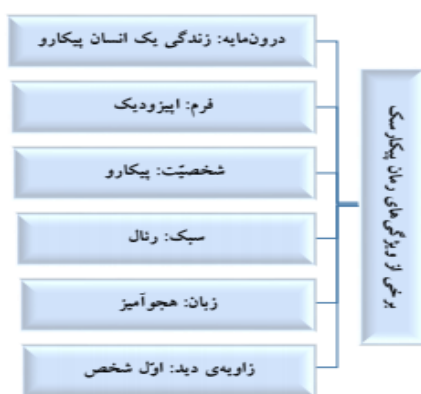 برخی از ویژگی‌های رمان پیکارسک
درون‌مایه: زندگی یک انسان پیکارو
فرم: اپیزودیک
شخصیّت: پیکارو
سبک: رئال
زبان: هجوآمیز
زاویه‌ی دید: اوّل شخص